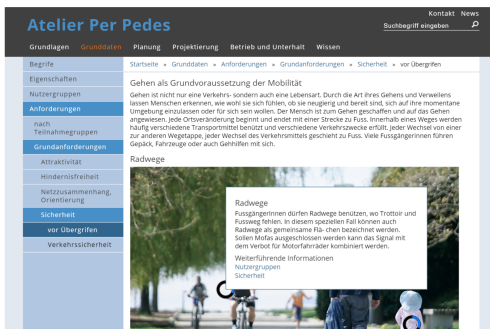 Kontakt News
Atelier Per Pedes
Suchbegriff eingeben
Grundlagen Grunddaten Planung Projektierung Betrieb und Unterhalt Wissen
Begrife
Startseite » Grunddaten » Anforderungen » Grundanforderungen » Sicherheit » vor Übergrifen
Eigenschaften
Nutzergruppen
Anforderungen
nach
Teilnahmegruppen
Grundanforderungen
Attraktivität
Hindernisfreiheit
Netzzusammenhang,
Orientierung
Sicherheit
vor Übergrifen
Verkehrssicherheit
Gehen als Grundvoraussetzung der Mobilität
Gehen ist nicht nur eine Verkehrs- sondern auch eine Lebensart. Durch die Art ihres Gehens und Verweilens
lassen Menschen erkennen, wie wohl sie sich fühlen, ob sie neugierig und bereit sind, sich auf ihre momentane
Umgebung einzulassen oder für sich sein wollen. Der Mensch ist zum Gehen geschaffen und auf das Gehen
angewiesen. Jede Ortsveränderung beginnt und endet mit einer Strecke zu Fuss. Innerhalb eines Weges werden
häufig verschiedene Transportmittel benützt und verschiedene Verkehrszwecke erfüllt. Jeder Wechsel von einer
zur anderen Wegetappe, jeder Wechsel des Verkehrsmittels geschieht zu Fuss. Viele Fussgängerinnen führen
Gepäck, Fahrzeuge oder auch Gehhilfen mit sich.
Radwege
Radwege
FussgängerInnen dürfen Radwege benützen, wo Trottoir und
Fussweg fehlen. In diesem speziellen Fall können auch
Radwege als gemeinsame Flä- chen bezeichnet werden.
Sollen Mofas ausgeschlossen werden kann das Signal mit
dem Verbot für Motorfahrräder kombiniert werden.
Weiterführende Informationen
Nutzergruppen
Sicherheit